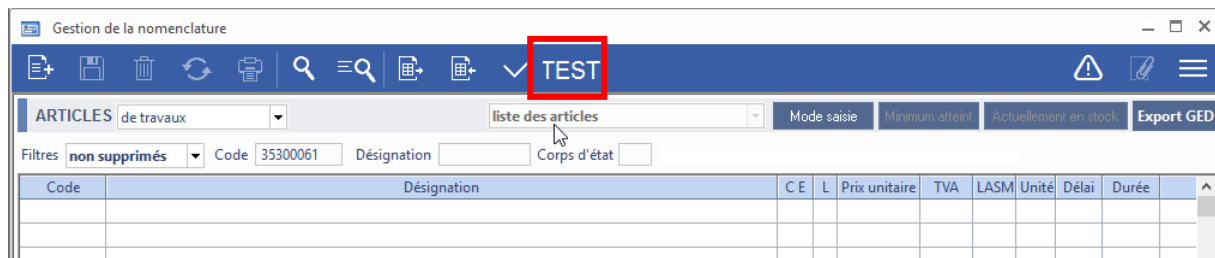 Gestion de la nomenclature
TEST
ARTICLES de travaux liste des articles Mode saisie Minimum atteint Actuellement en stock Export GED
Filtres non supprimés Code 35300061 Désignation Corps d'état
Code Désignation C E L Prix unitaire TVA LASM Unité Délai Durée